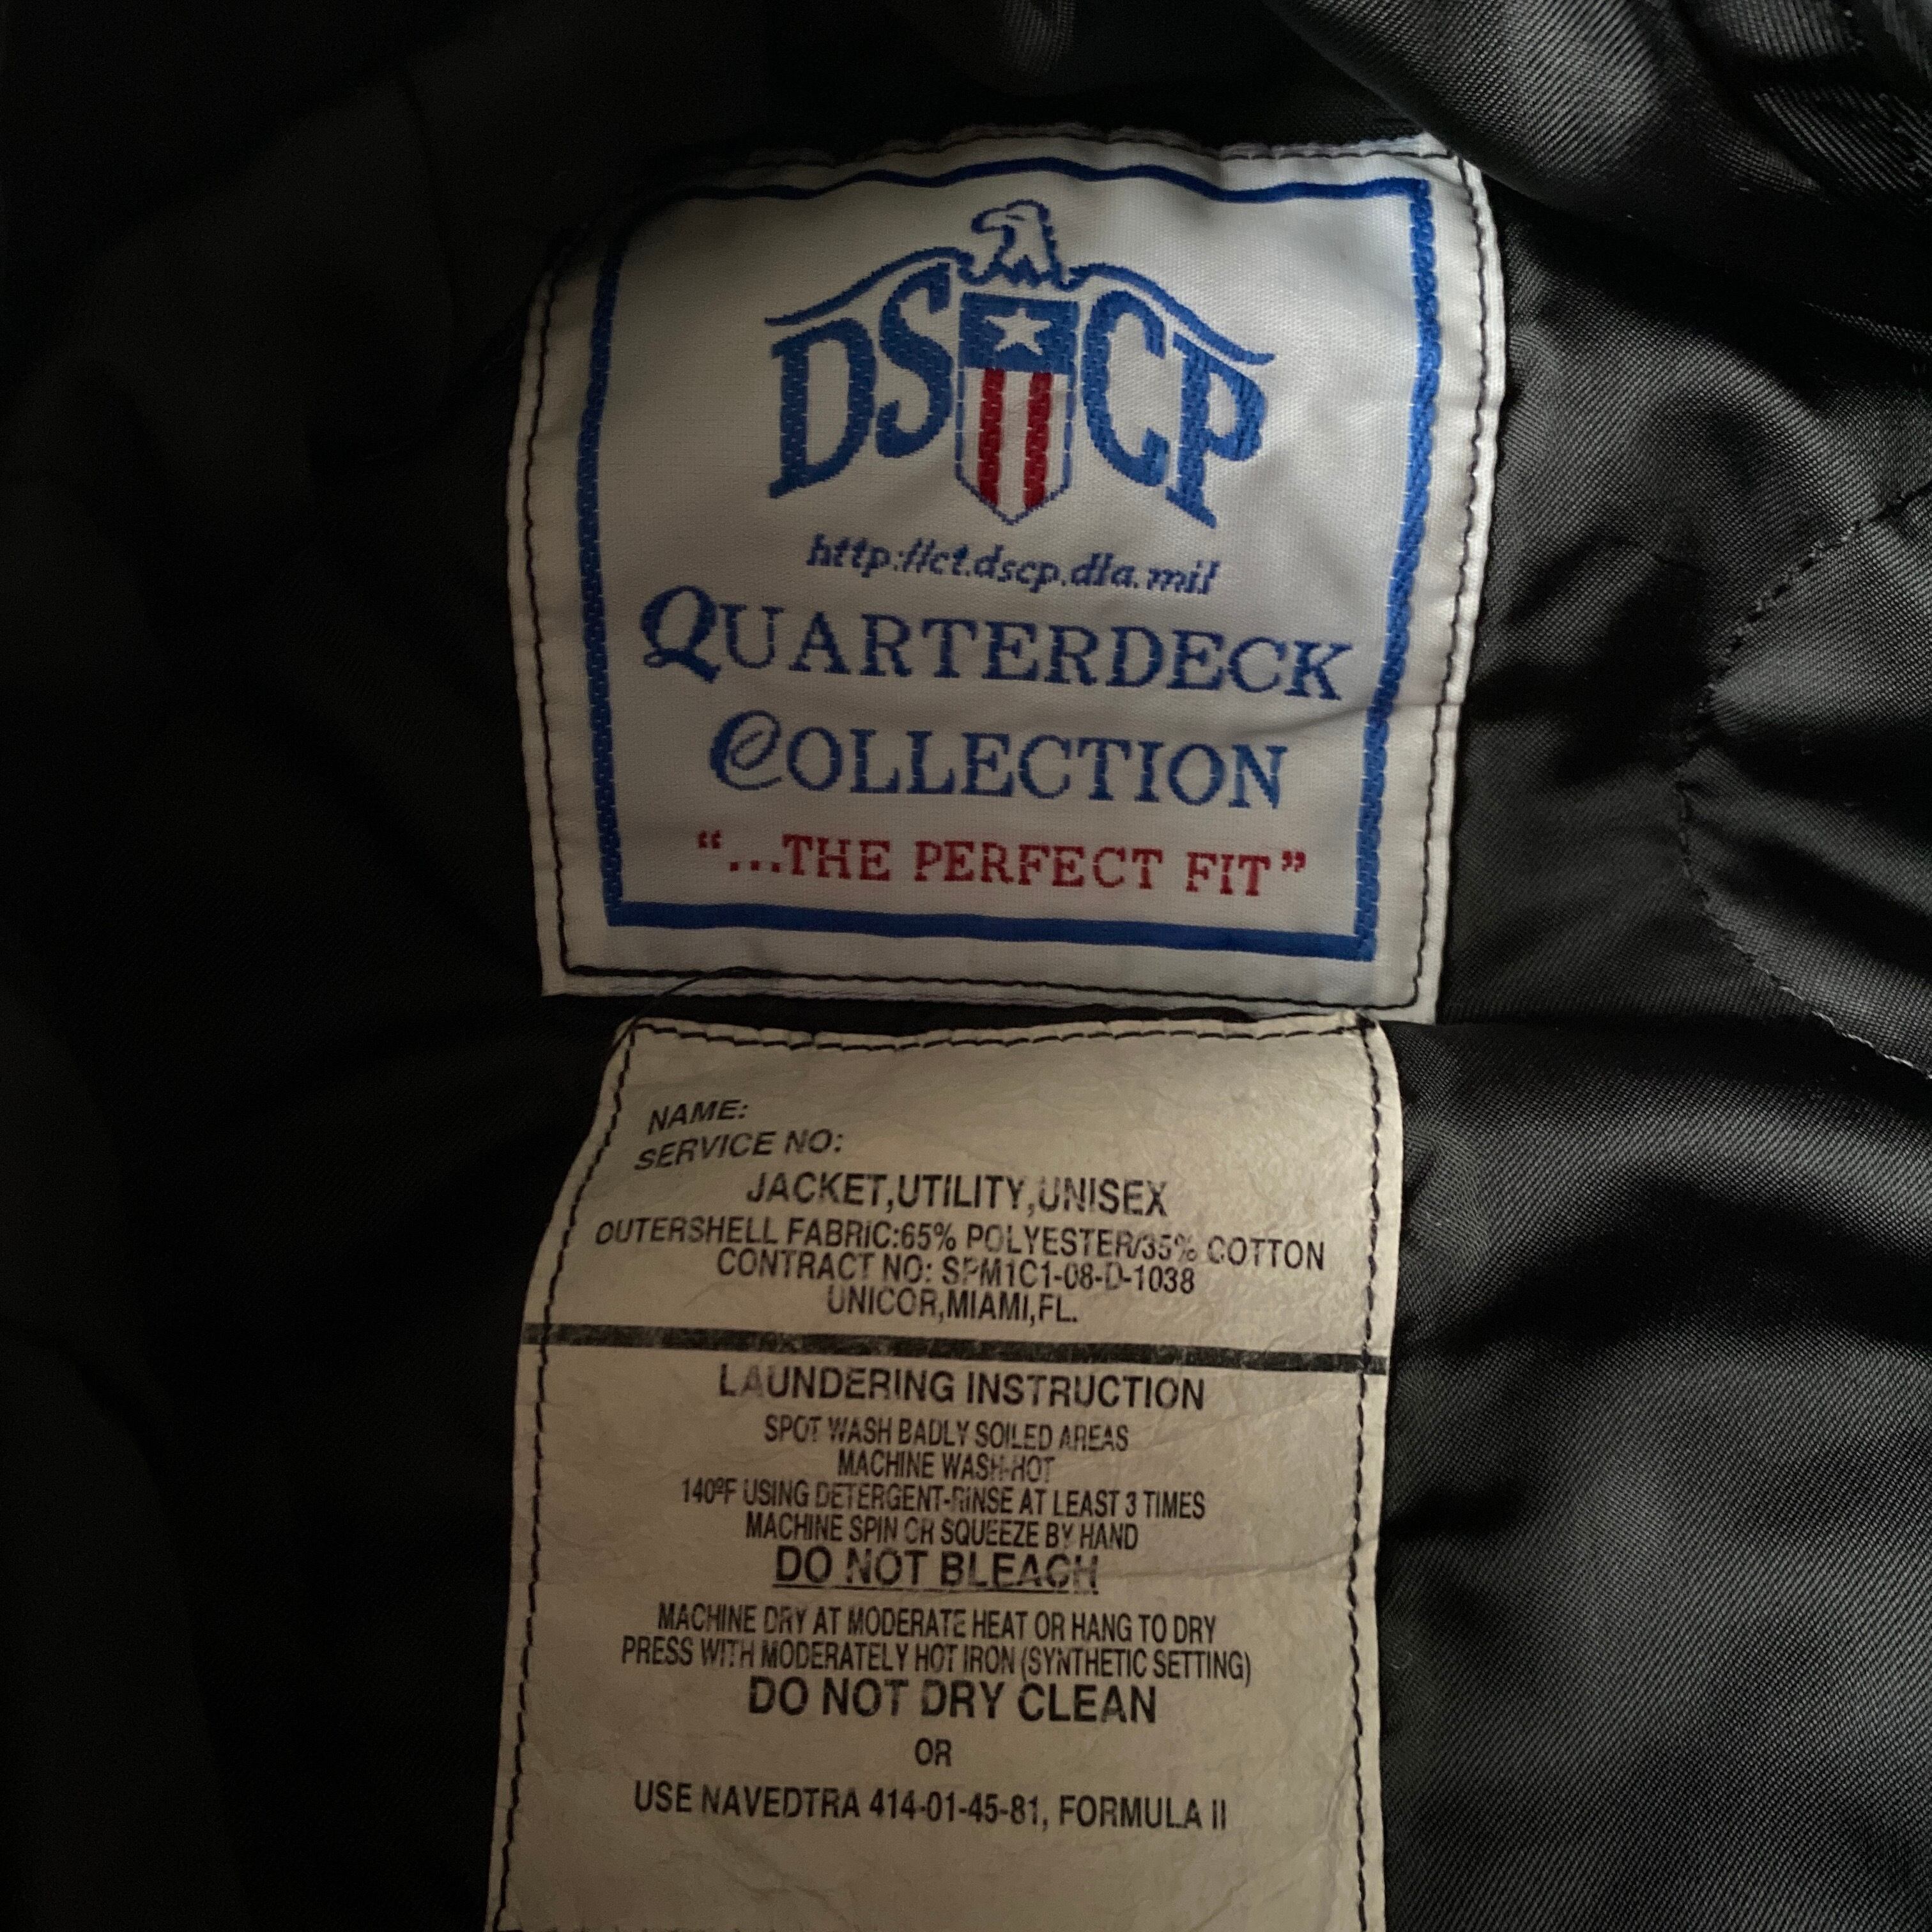 DSCP
http://ct.dscp.dla.mil
QUARTERDECK
COLLECTION
“...THE PERFECT FIT”
NAME:
SERVICE NO:
JACKET,UTILITY,UNISEX
OUTERSHELL FABRIC:65% POLYESTER/35% COTTON
CONTRACT NO: SPM1C1-08-D-1038
UNICOR,MIAMI,FL.
LAUNDERING INSTRUCTION
SPOT WASH BADLY SOILED AREAS
MACHINE WASH-HOT
140ºF USING DETERGENT-RINSE AT LEAST 3 TIMES
MACHINE SPIN OR SQUEEZE BY HAND
DO NOT BLEACH
MACHINE DRY AT MODERATE HEAT OR HANG TO DRY
PRESS WITH MODERATELY HOT IRON (SYNTHETIC SETTING)
DO NOT DRY CLEAN
OR
USE NAVEDTRA 414-01-45-81, FORMULA II